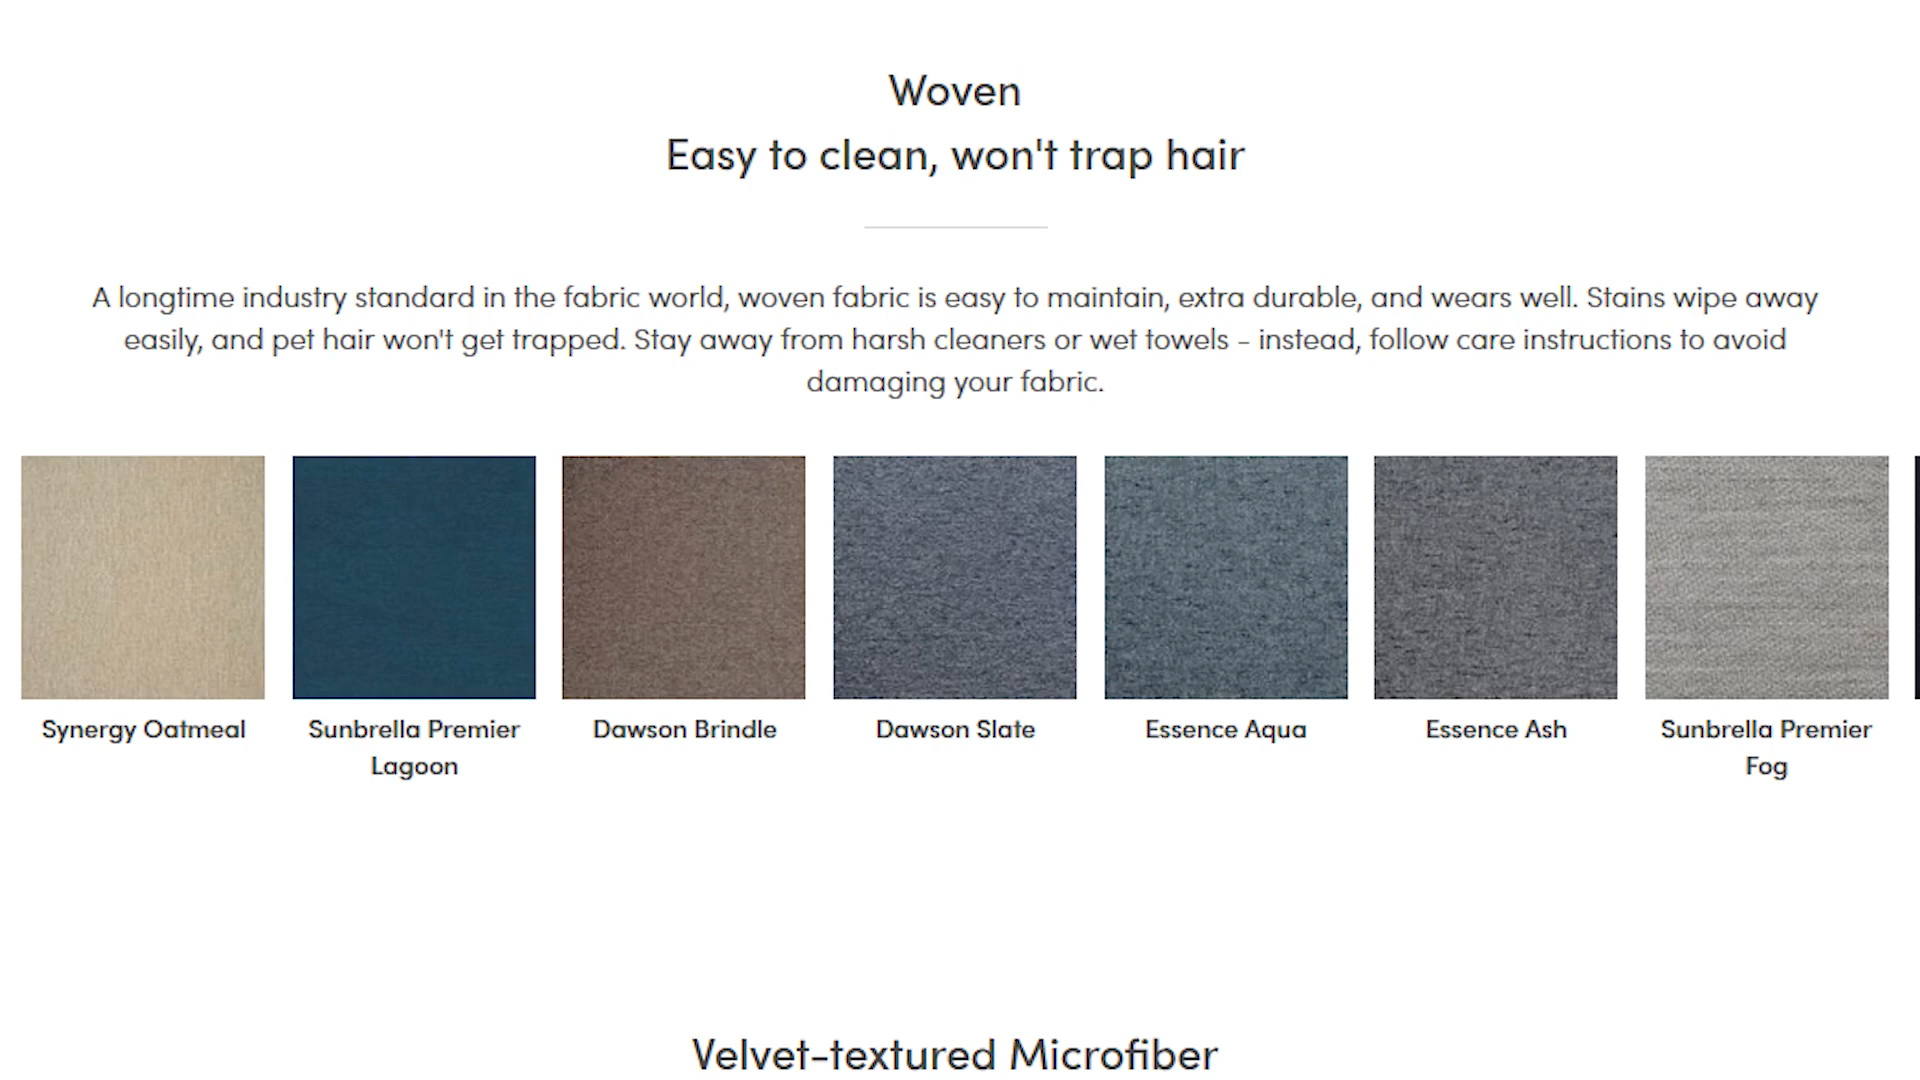 Woven
Easy to clean, won't trap hair
A longtime industry standard in the fabric world, woven fabric is easy to maintain, extra durable, and wears well. Stains wipe away
easily, and pet hair won't get trapped. Stay away from harsh cleaners or wet towels - instead, follow care instructions to avoid
damaging your fabric.
Synergy Oatmeal
Sunbrella Premier
Lagoon
Dawson Brindle
Dawson Slate
Essence Aqua
Essence Ash
Sunbrella Premier
Fog
Velvet-textured Microfiber